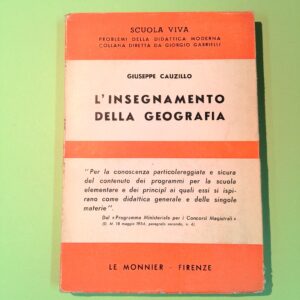 SCUOLA VIVA
PROBLEMI DELLA DIDATTICA MODERNA
COLLANA DIRETTA DA GIORGIO GABRIELLI
GIUSEPPE CAUZILLO
L'INSEGNAMENTO
DELLA GEOGRAFIA
"Per la conoscenza particolareggiata e sicura
del contenuto dei programmi per la scuola
elementare e dei principî ai quali essi si ispi-
rano come didattica generale e delle singole
materie".
Dal «Programma Ministeriale per i Concorsi Magistrali»
(D. M. 18 maggio 1954, paragrafo secondo, n. 6).
LE MONNIER - FIRENZE